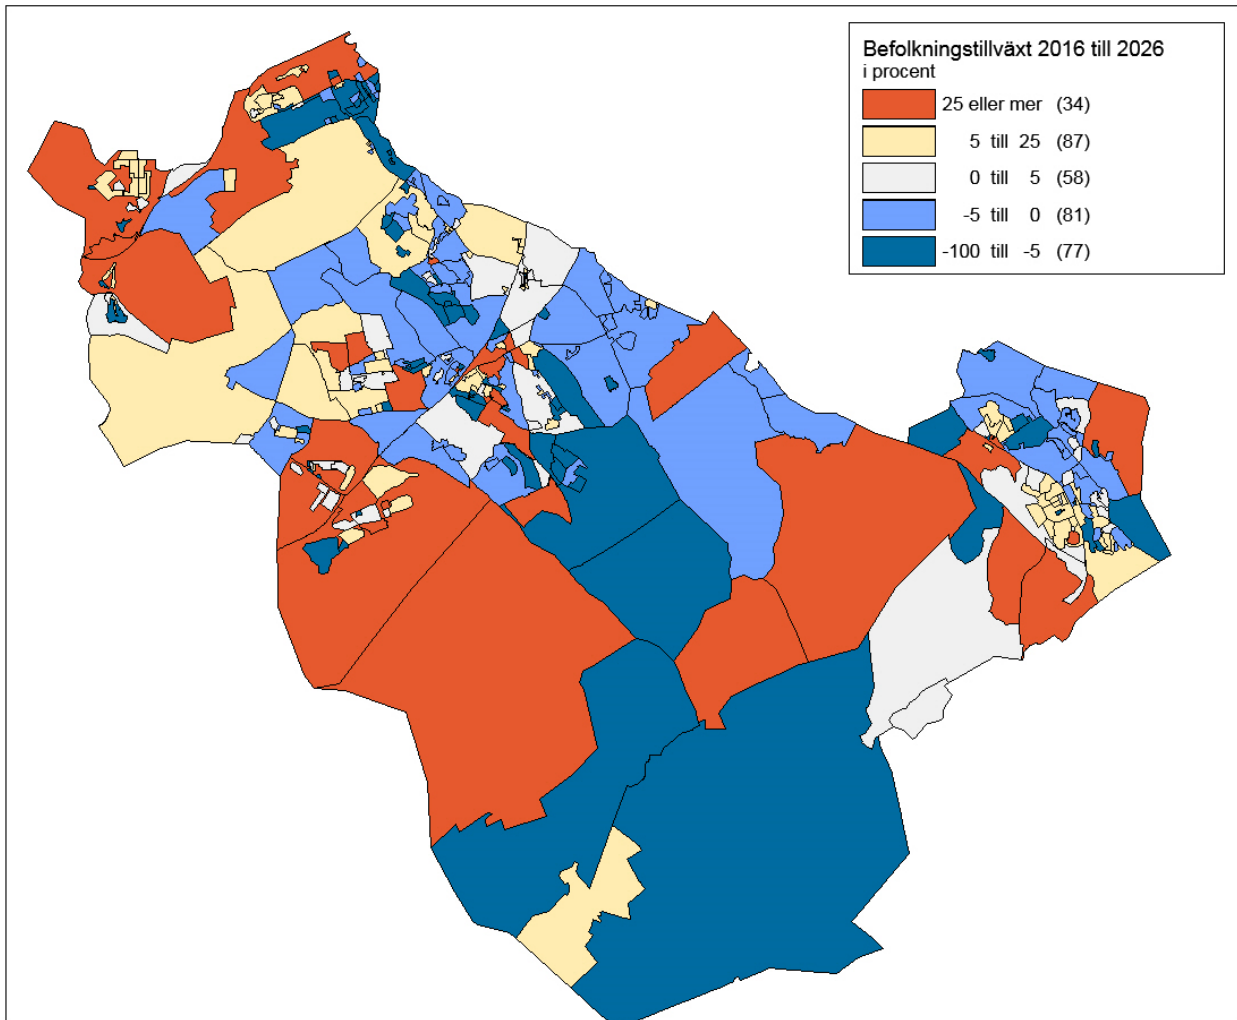 Befolkningstillväxt 2016 till 2026
i procent
25 eller mer (34)
5 till 25 (87)
0 till 5 (58)
-5 till 0 (81)
-100 till -5 (77)